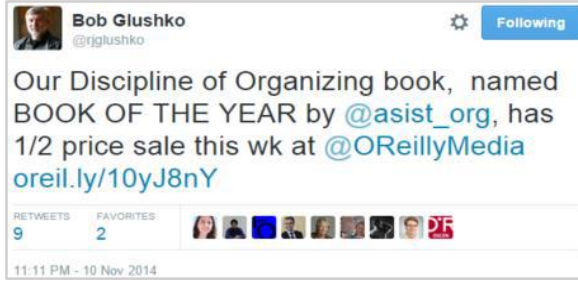 Bob Glushko
@rjglushko
Following
Our Discipline of Organizing book, named
BOOK OF THE YEAR by @asist_org, has
1/2 price sale this wk at @OReillyMedia
oreil.ly/10yJ8nY
RETWEETS FAVORITES
9 2
11:11 PM - 10 Nov 2014